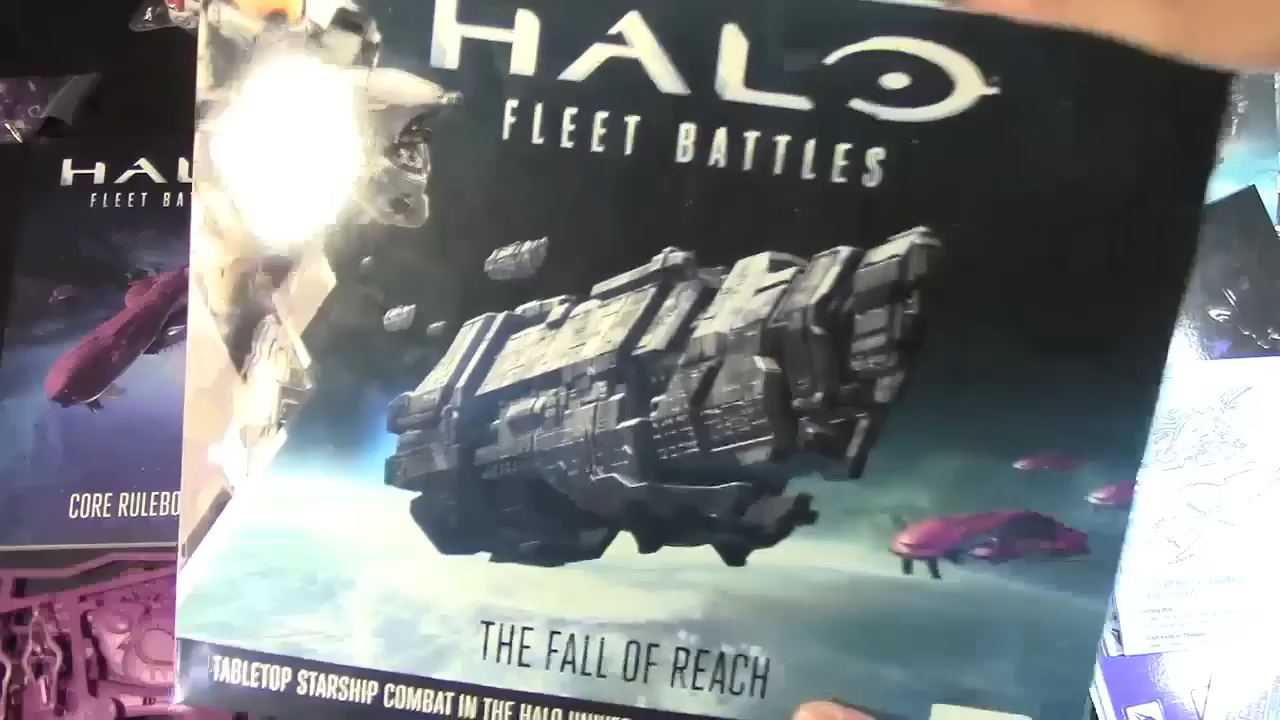 HALO
FLEET BATTLES
HAL
FLEET BA
CORE RULEBO
THE FALL OF REACH
TABLETOP STARSHIP COMBAT IN THE HALO